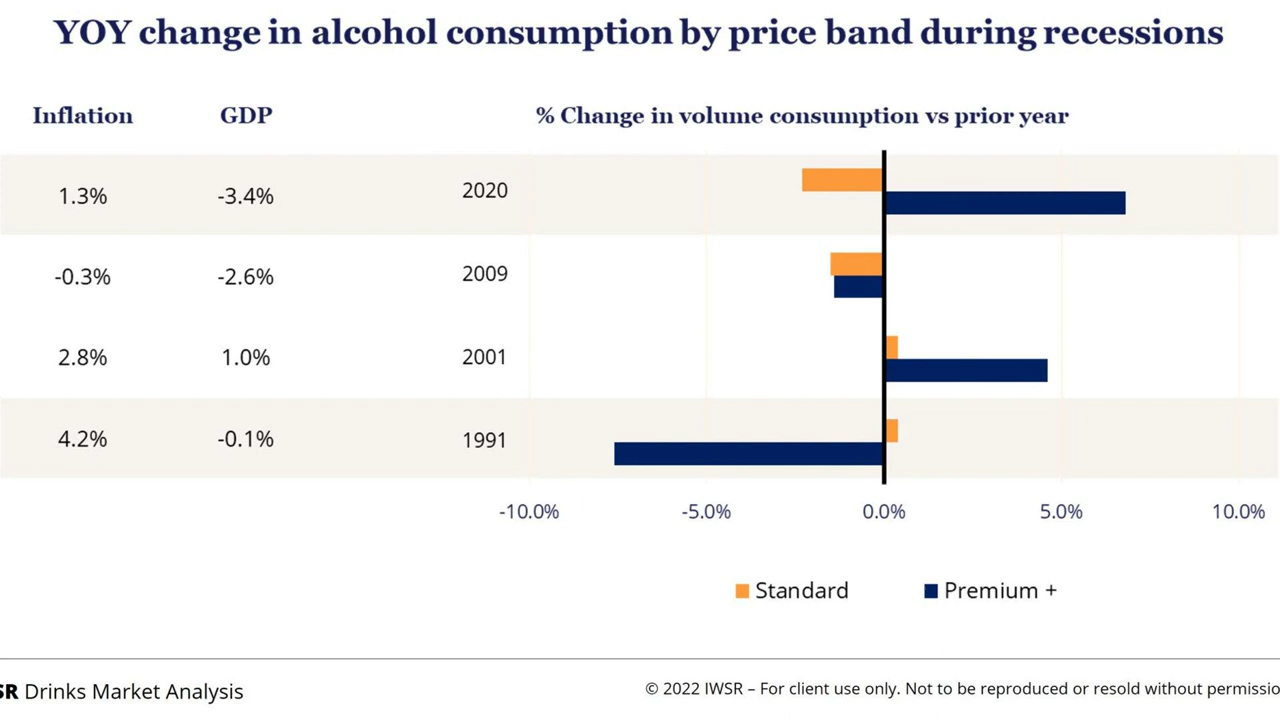 YOY change in alcohol consumption by price band during recessions
Inflation GDP % Change in volume consumption vs prior year
1.3% -3.4% 2020
-0.3% -2.6% 2009
2.8% 1.0% 2001
4.2% -0.1% 1991
-10.0% -5.0% 0.0% 5.0% 10.0%
Standard Premium +
SR Drinks Market Analysis
© 2022 IWSR – For client use only. Not to be reproduced or resold without permissio